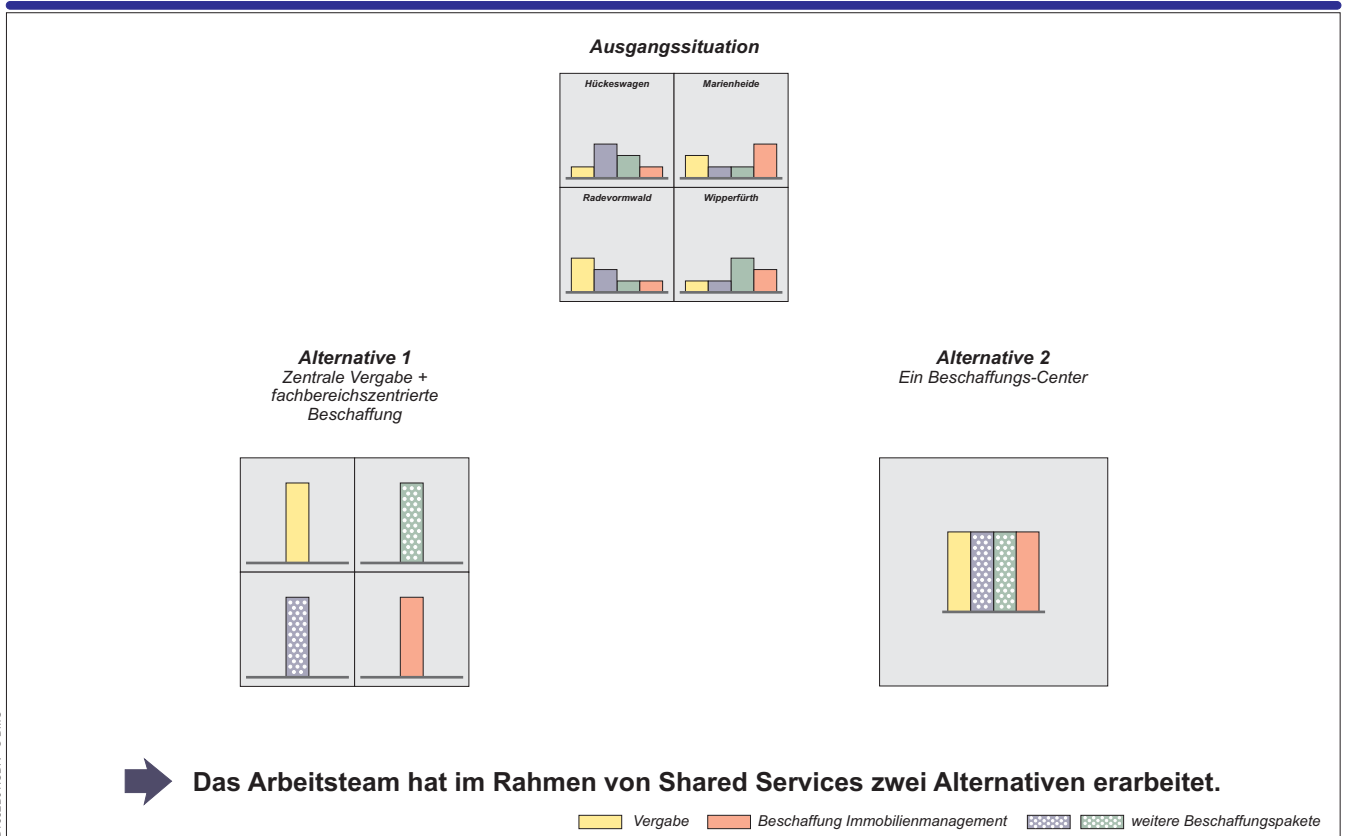 Ausgangssituation
Hückeswagen
Marienheide
Radevormwald
Wipperfürth
Alternative 1
Zentrale Vergabe +
fachbereichszentrierte
Beschaffung
Alternative 2
Ein Beschaffungs-Center
Das Arbeitsteam hat im Rahmen von Shared Services zwei Alternativen erarbeitet.
Vergabe
Beschaffung Immobilienmanagement
weitere Beschaffungspakete